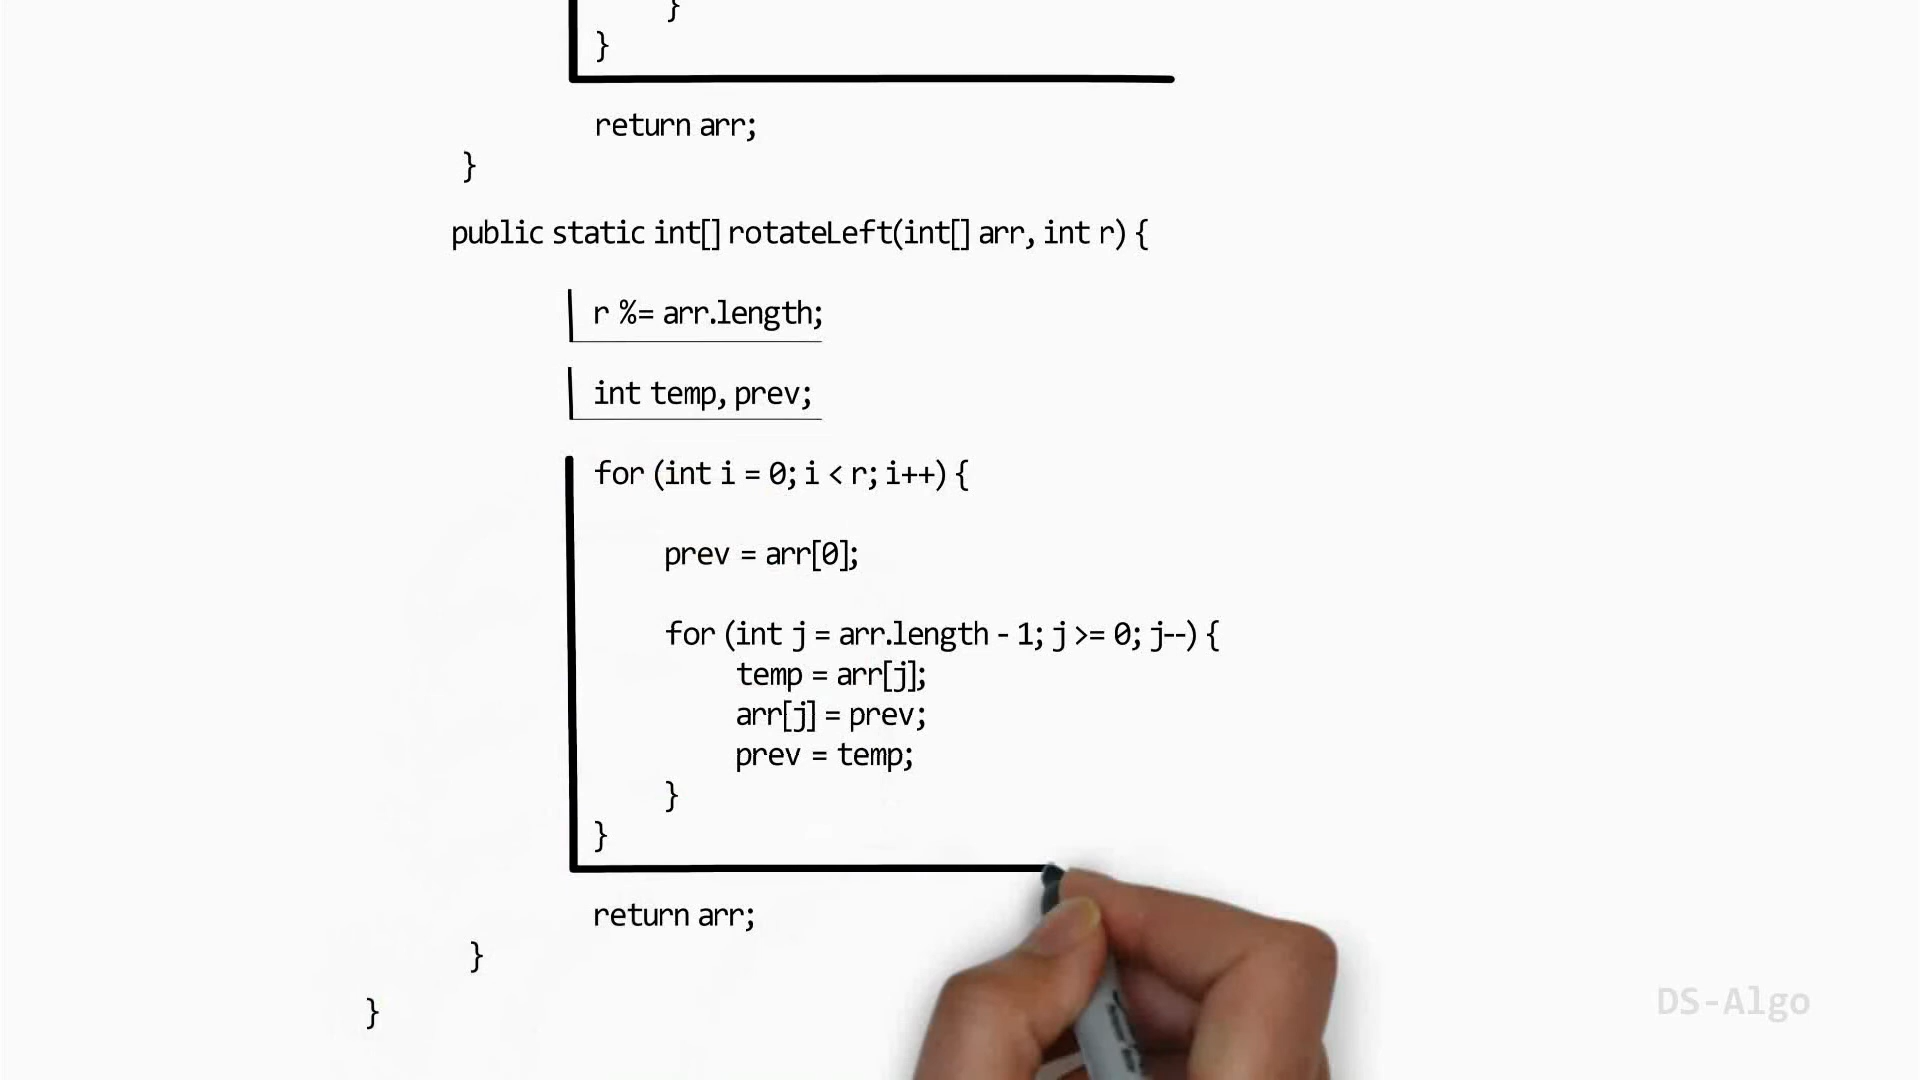 }
}
return arr;
}
public static int[] rotateLeft(int[] arr, int r) {
r %= arr.length;
int temp, prev;
for (int i = 0; i < r; i++) {
prev = arr[0];
for (int j = arr.length - 1; j >= 0; j--) {
temp = arr[j];
arr[j] = prev;
prev = temp;
}
}
return arr;
}
}
DS-Algo